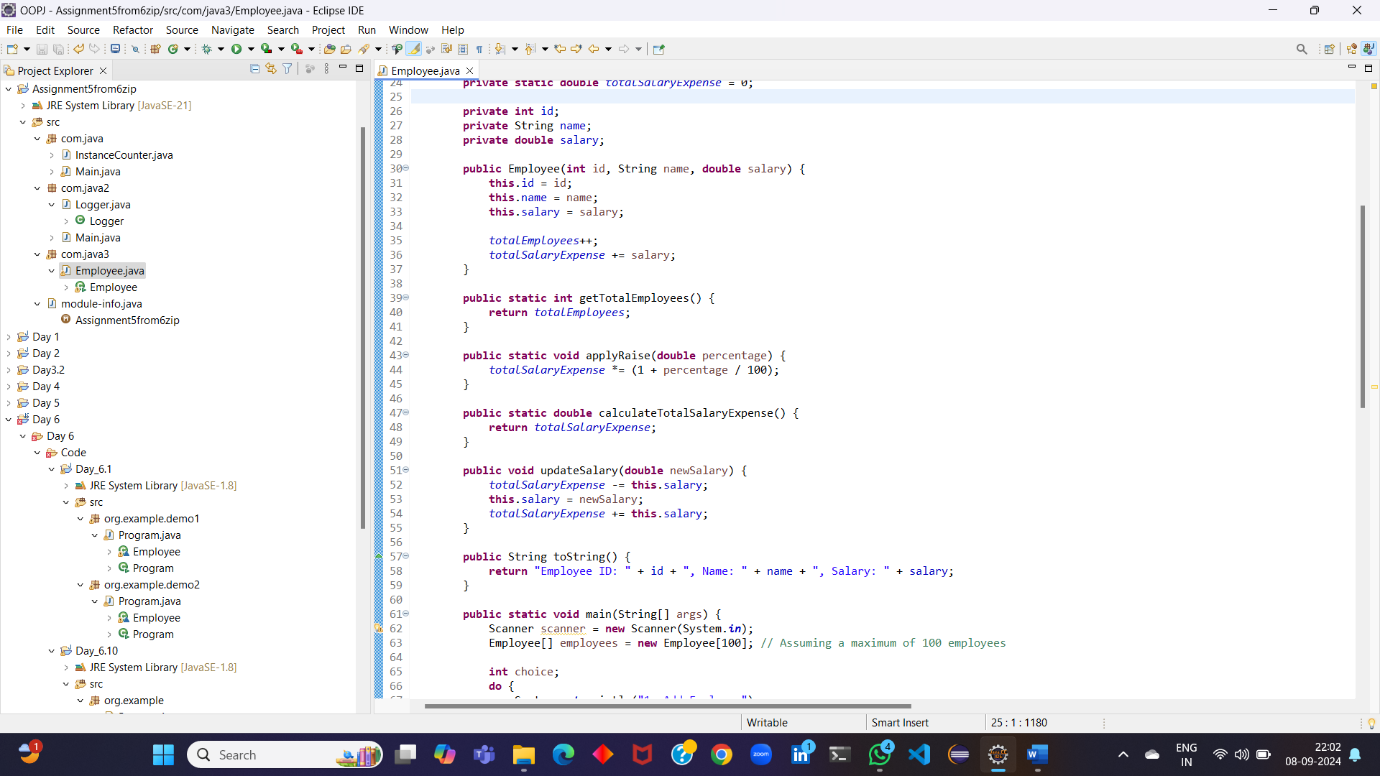 OOPJ - Assignment5from6zip/src/com/java3/Employee.java - Eclipse IDE
File Edit Source Refactor Source Navigate Search Project Run Window Help
Project Explorer
Assignment5from6zip
JRE System Library [JavaSE-21]
src
com.java
InstanceCounter.java
Main.java
com.java2
Logger.java
Logger
Main.java
com.java3
Employee.java
Employee
module-info.java
Assignment5from6zip
Day 1
Day 2
Day3.2
Day 4
Day 5
Day 6
Day 6
Code
Day_6.1
JRE System Library [JavaSE-1.8]
src
org.example.demo1
Program.java
Employee
Program
org.example.demo2
Program.java
Employee
Program
Day_6.10
JRE System Library [JavaSE-1.8]
src
org.example
Employee.java
24 private static double totalSalaryExpense = 0;
25
26 private int id;
27 private String name;
28 private double salary;
29
30 public Employee(int id, String name, double salary) {
31 this.id = id;
32 this.name = name;
33 this.salary = salary;
34
35 totalEmployees++;
36 totalSalaryExpense += salary;
37 }
38
39 public static int getTotalEmployees() {
40 return totalEmployees;
41 }
42
43 public static void applyRaise(double percentage) {
44 totalSalaryExpense *= (1 + percentage / 100);
45 }
46
47 public static double calculateTotalSalaryExpense() {
48 return totalSalaryExpense;
49 }
50
51 public void updateSalary(double newSalary) {
52 totalSalaryExpense -= this.salary;
53 this.salary = newSalary;
54 totalSalaryExpense += this.salary;
55 }
56
57 public String toString() {
58 return "Employee ID: " + id + ", Name: " + name + ", Salary: " + salary;
59 }
60
61 public static void main(String[] args) {
62 Scanner scanner = new Scanner(System.in);
63 Employee[] employees = new Employee[100]; // Assuming a maximum of 100 employees
64
65 int choice;
66 do {
Writable Smart Insert 25 : 1 : 1180
1
Search
zoom
1
4
ENG
IN
22:02
08-09-2024